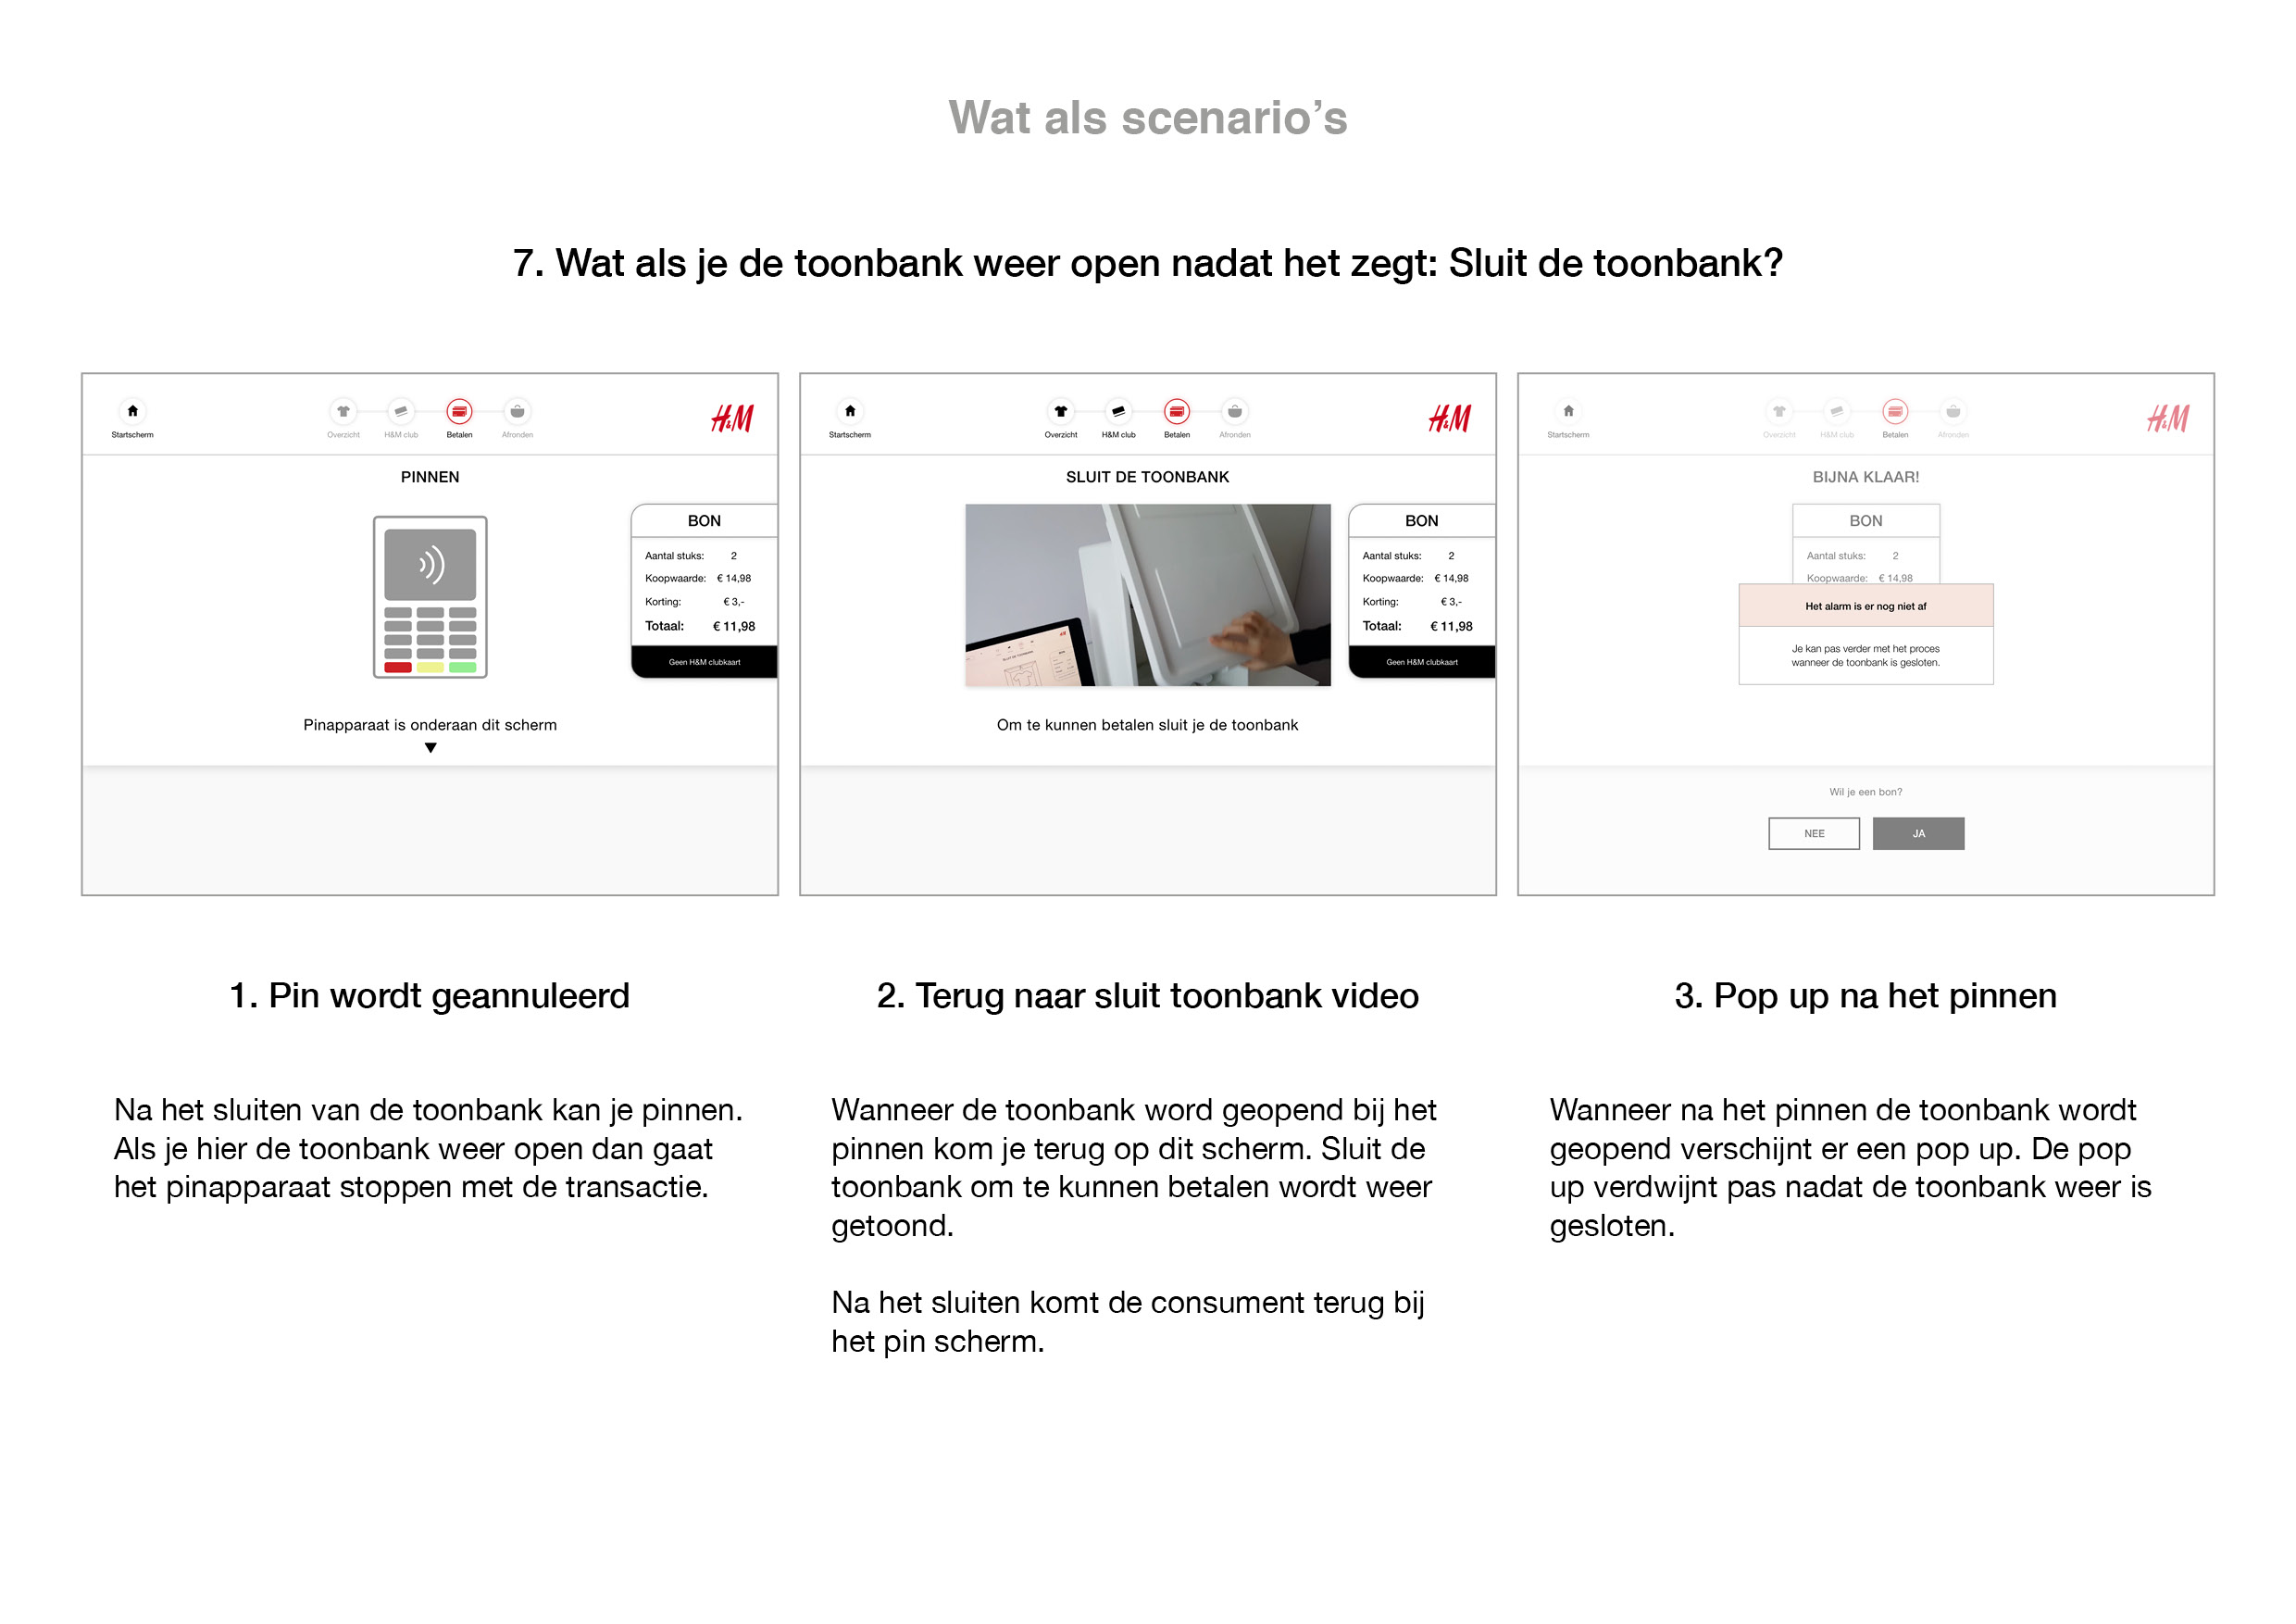 Wat als scenario’s
7. Wat als je de toonbank weer open nadat het zegt: Sluit de toonbank?
Startscherm
Overzicht
H&M club
Betalen
Afronden
H&M
PINNEN
BON
Aantal stuks: 2
Koopwaarde: € 14,98
Korting: € 3,-
Totaal: € 11,98
Geen H&M clubkaart
Pinapparaat is onderaan dit scherm
Startscherm
Overzicht
H&M club
Betalen
Afronden
H&M
SLUIT DE TOONBANK
BON
Aantal stuks: 2
Koopwaarde: € 14,98
Korting: € 3,-
Totaal: € 11,98
Geen H&M clubkaart
Om te kunnen betalen sluit je de toonbank
Startscherm
Overzicht
H&M club
Betalen
Afronden
H&M
BIJNA KLAAR!
BON
Aantal stuks: 2
Koopwaarde: € 14,98
Het alarm is er nog niet af
Je kan pas verder met het proces
wanneer de toonbank is gesloten.
Wil je een bon?
NEE
JA
1. Pin wordt geannuleerd
Na het sluiten van de toonbank kan je pinnen.
Als je hier de toonbank weer open dan gaat
het pinapparaat stoppen met de transactie.
2. Terug naar sluit toonbank video
Wanneer de toonbank word geopend bij het
pinnen kom je terug op dit scherm. Sluit de
toonbank om te kunnen betalen wordt weer
getoond.
Na het sluiten komt de consument terug bij
het pin scherm.
3. Pop up na het pinnen
Wanneer na het pinnen de toonbank wordt
geopend verschijnt er een pop up. De pop
up verdwijnt pas nadat de toonbank weer is
gesloten.